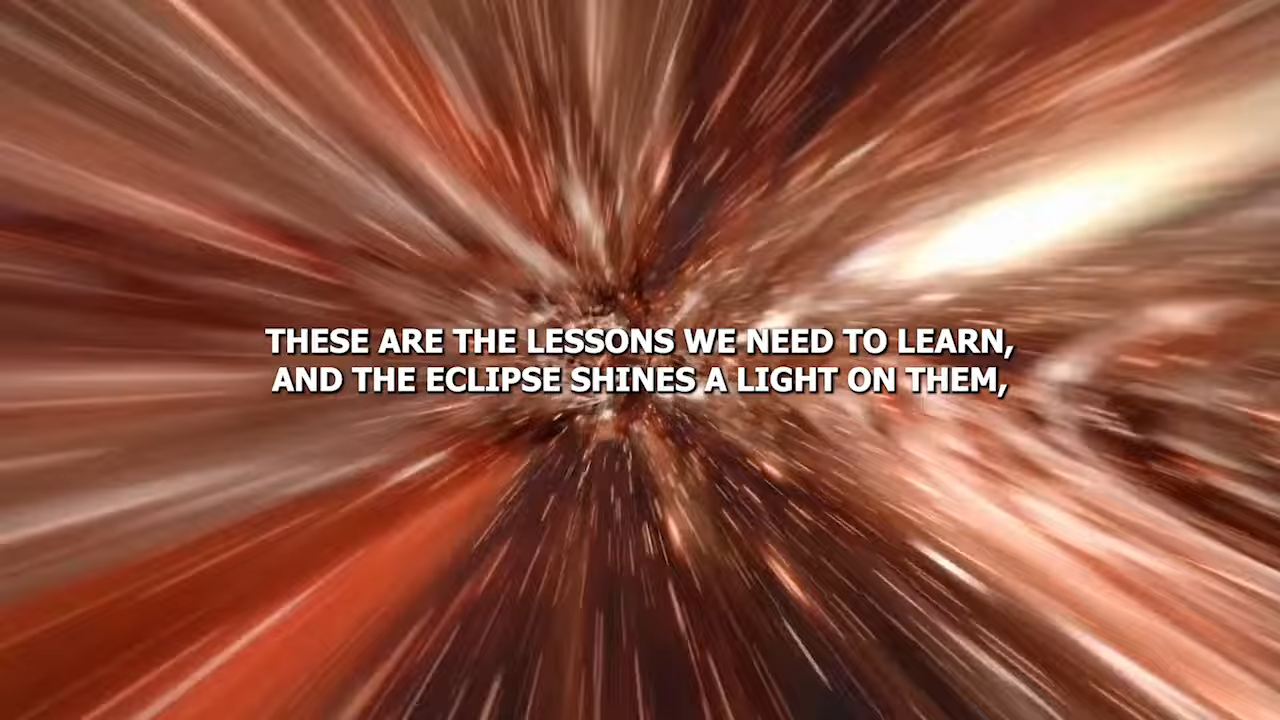 THESE ARE THE LESSONS WE NEED TO LEARN,
AND THE ECLIPSE SHINES A LIGHT ON THEM,